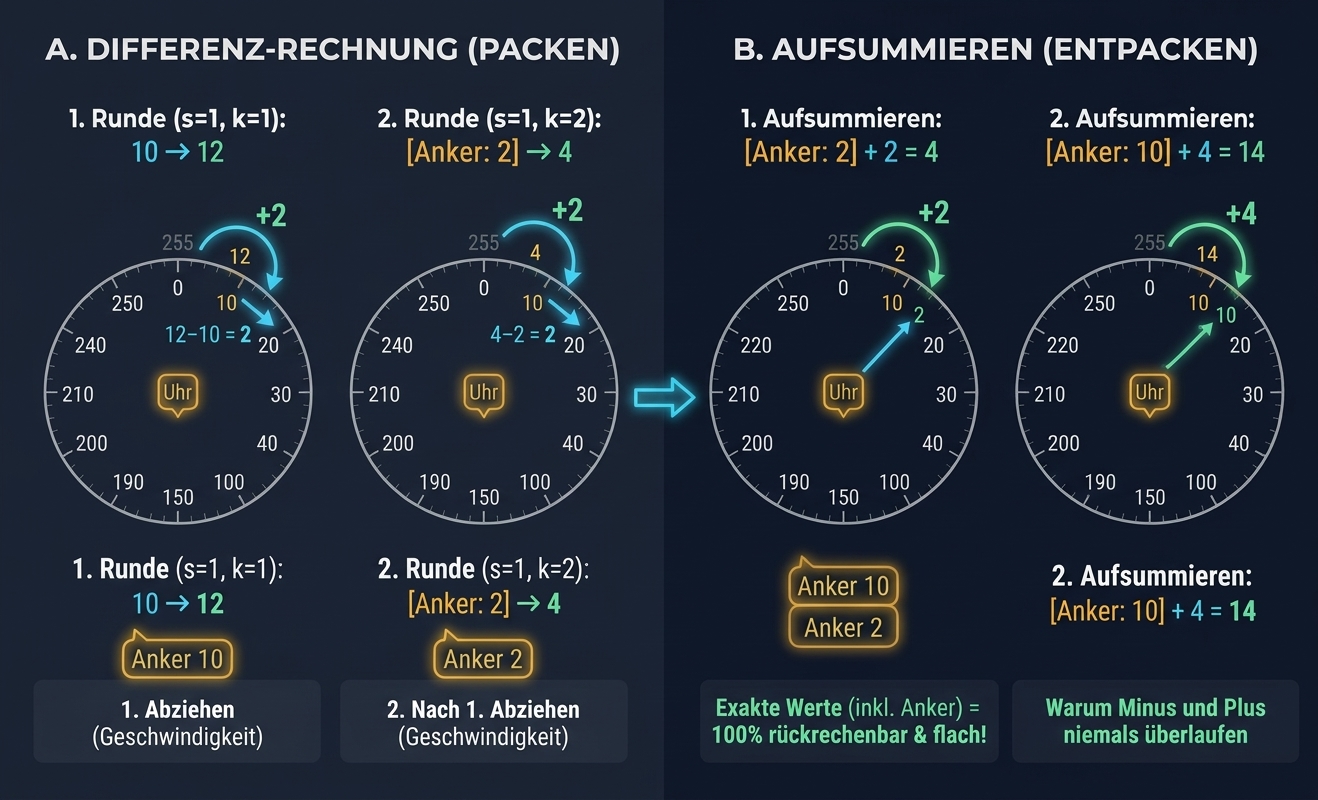 A. DIFFERENZ-RECHNUNG (PACKEN)
1. Runde (s=1, k=1):
10 → 12
2. Runde (s=1, k=2):
[Anker: 2] → 4
+2
255
12
0
10
250
12–10 = 2
240
20
Uhr
210
30
200
40
190
100
150
+2
255
4
0
10
250
4–2 = 2
240
20
Uhr
210
30
200
40
190
100
150
1. Runde (s=1, k=1):
10 → 12
Anker 10
1. Abziehen
(Geschwindigkeit)
2. Runde (s=1, k=2):
[Anker: 2] → 4
Anker 2
2. Nach 1. Abziehen
(Geschwindigkeit)
B. AUFSUMMIEREN (ENTPACKEN)
1. Aufsummieren:
[Anker: 2] + 2 = 4
2. Aufsummieren:
[Anker: 10] + 4 = 14
+2
255
2
0
10
250
2
220
20
Uhr
210
30
200
40
190
100
150
+4
255
14
0
10
250
10
220
20
Uhr
210
30
200
40
190
100
150
Anker 10
Anker 2
Exakte Werte (inkl. Anker) =
100% rückrechenbar & flach!
2. Aufsummieren:
[Anker: 10] + 4 = 14
Warum Minus und Plus
niemals überlaufen